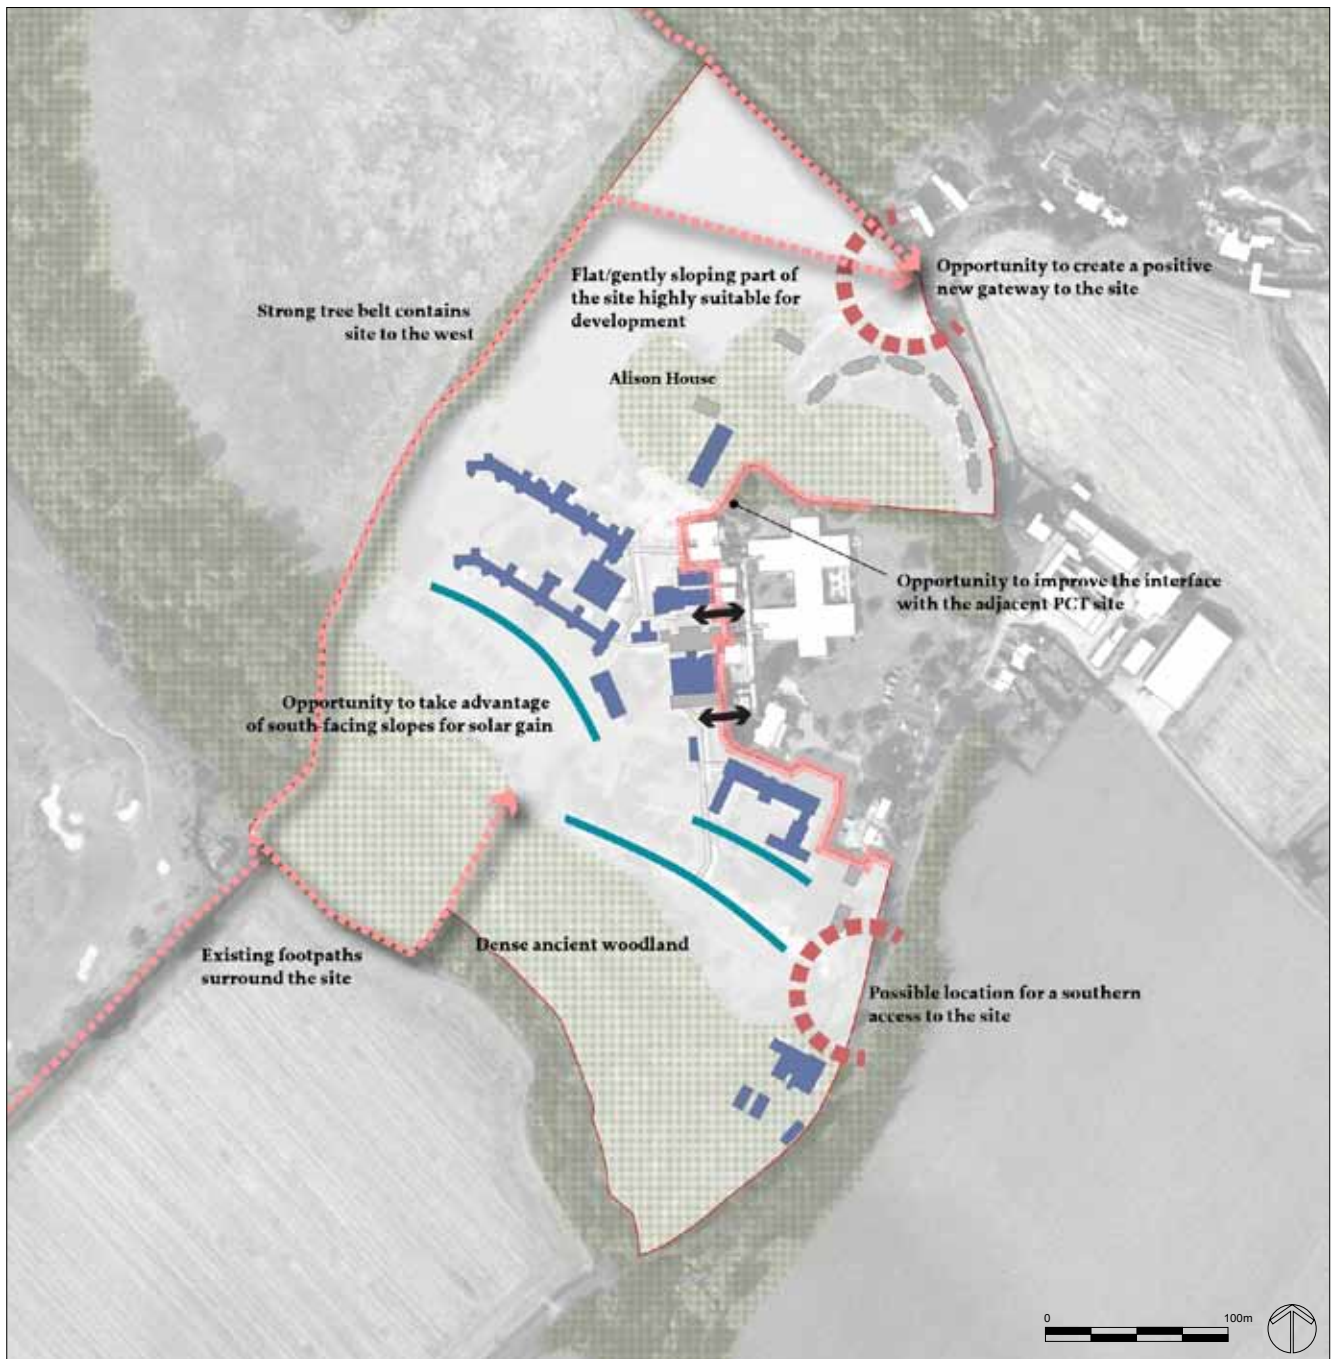 Opportunity to create a positive
new gateway to the site
Flat/gently sloping part of
the site highly suitable for
development
Strong tree belt contains
site to the west
Alison House
Opportunity to improve the interface
with the adjacent PCT site
Opportunity to take advantage
of south facing slopes for solar gain
Dense ancient woodland
Existing footpaths
surround the site
Possible location for a southern
access to the site
0 100m